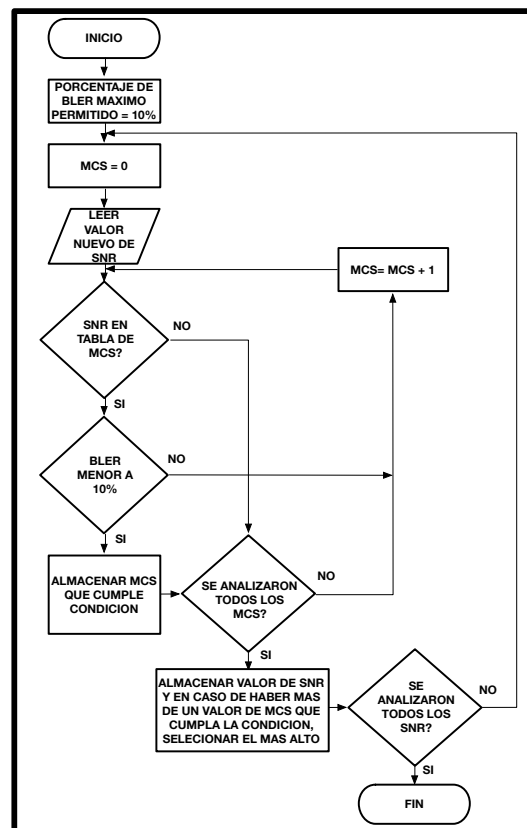 INICIO
PORCENTAJE DE
BLER MAXIMO
PERMITIDO = 10%
MCS = 0
LEER
VALOR
NUEVO DE
SNR
MCS= MCS + 1
SNR EN
TABLA DE
MCS?
NO
SI
BLER
MENOR A
10%
NO
SI
ALMACENAR MCS
QUE CUMPLE
CONDICION
SE ANALIZARON
TODOS LOS
MCS?
NO
SI
ALMACENAR VALOR DE SNR
Y EN CASO DE HABER MAS
DE UN VALOR DE MCS QUE
CUMPLA LA CONDICION,
SELECIONAR EL MAS ALTO
SE
ANALIZARON
TODOS LOS
SNR?
NO
SI
FIN